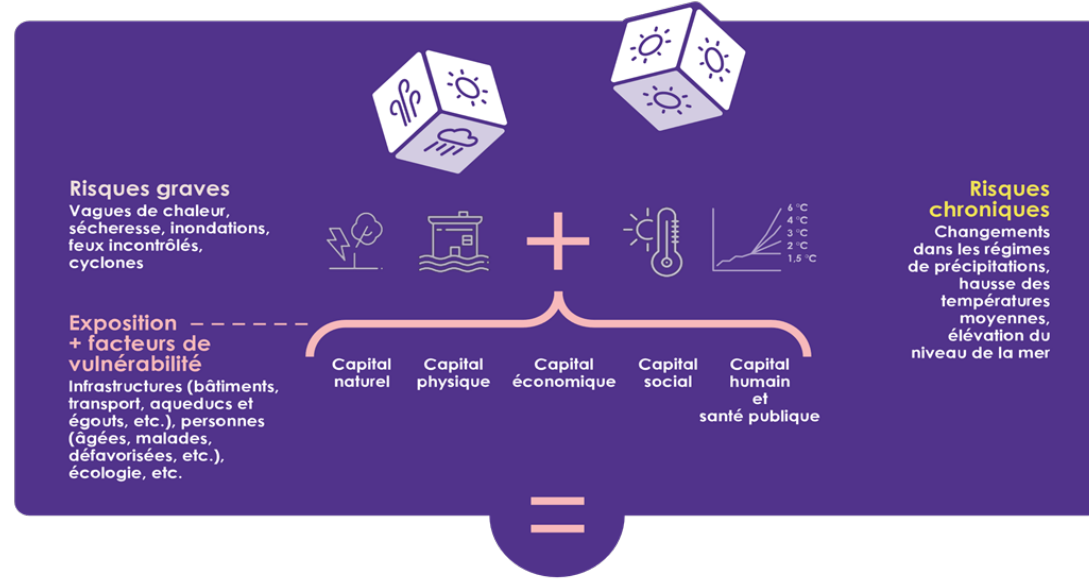 Risques graves
Vagues de chaleur,
sécheresse, inondations,
feux incontrôlés,
cyclones
+
6 °C
4 °C
3 °C
2 °C
1,5 °C
Risques
chroniques
Changements
dans les régimes
de précipitations,
hausse des
températures
moyennes,
élévation du
niveau de la mer
Exposition
+ facteurs de
vulnérabilité
Infrastructures (bâtiments,
transport, aqueducs et
égouts, etc.), personnes
(âgées, malades,
défavorisées, etc.),
écologie, etc.
Capital
naturel
Capital
physique
Capital
économique
Capital
social
Capital
humain
et
santé publique
=